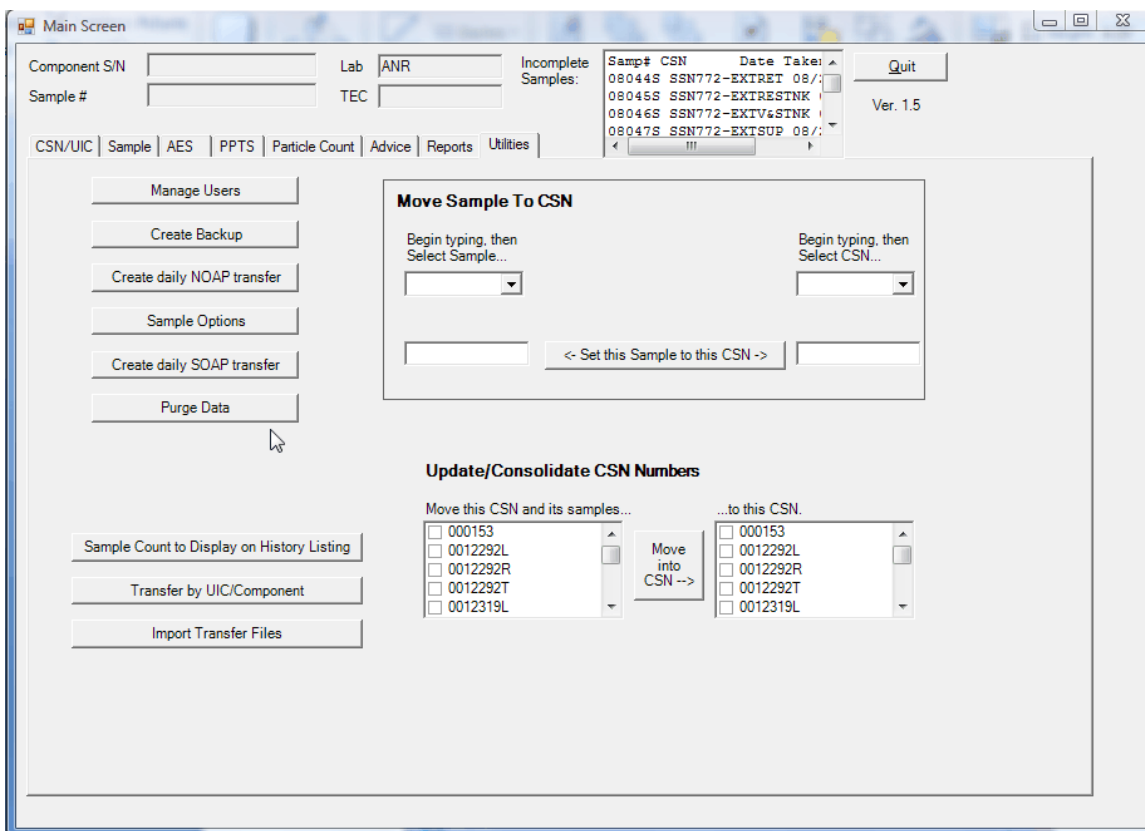 Main Screen
Component S/N
Lab ANR
Incomplete Samples:
Sample #
TEC
Samp# CSN Date Taken
08044S SSN772-EXTRET 08/
08045S SSN772-EXTRESTNK
08046S SSN772-EXTV&STNK
08047S SSN772-EXTSUP 08/
Quit
Ver. 1.5
CSN/UIC Sample AES PPTS Particle Count Advice Reports Utilities
Manage Users
Create Backup
Create daily NOAP transfer
Sample Options
Create daily SOAP transfer
Purge Data
Move Sample To CSN
Begin typing, then
Select Sample...
Begin typing, then
Select CSN...
<- Set this Sample to this CSN ->
Update/Consolidate CSN Numbers
Move this CSN and its samples...
000153
0012292L
0012292R
0012292T
0012319L
Move
into
CSN -->
...to this CSN.
000153
0012292L
0012292R
0012292T
0012319L
Sample Count to Display on History Listing
Transfer by UIC/Component
Import Transfer Files